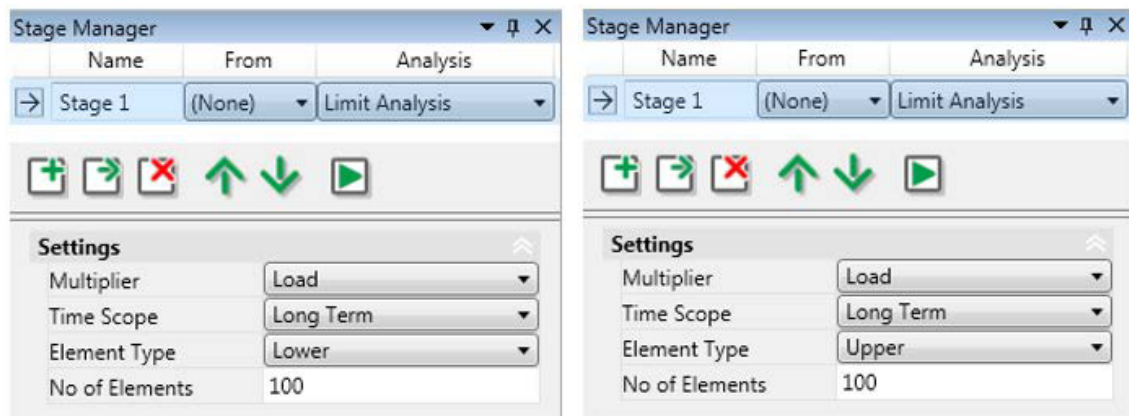 Stage Manager
Name From Analysis
Stage 1 (None) Limit Analysis
Settings
Multiplier Load
Time Scope Long Term
Element Type Lower
No of Elements 100
Stage Manager
Name From Analysis
Stage 1 (None) Limit Analysis
Settings
Multiplier Load
Time Scope Long Term
Element Type Upper
No of Elements 100